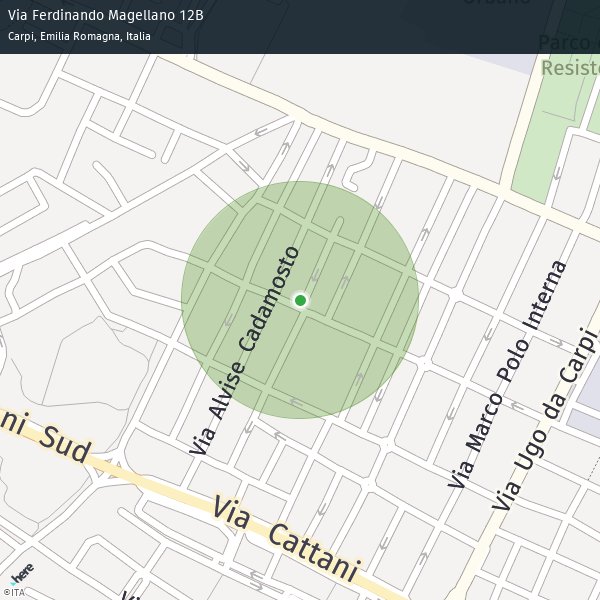 Via Ferdinando Magellano 12B
Carpi, Emilia Romagna, Italia
Parco
Resist
Via Alvise Cadamosto
Via Marco Polo Interna
Via Ugo da Carpi
ni Sud
Via Cattani
here
©ITA